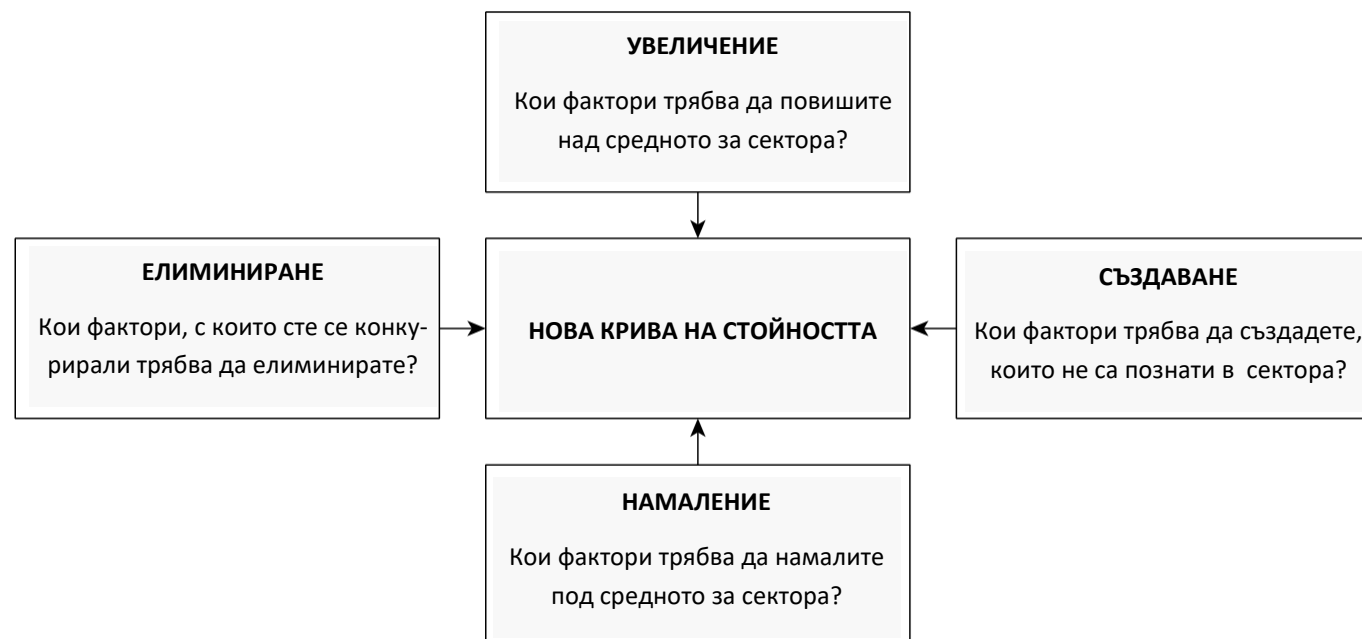 УВЕЛИЧЕНИЕ
Кои фактори трябва да повишите
над средното за сектора?
ЕЛИМИНИРАНЕ
Кои фактори, с които сте се конку-
рирали трябва да елиминирате?
НОВА КРИВА НА СТОЙНОСТТА
СЪЗДАВАНЕ
Кои фактори трябва да създадете,
които не са познати в сектора?
НАМАЛЕНИЕ
Кои фактори трябва да намалите
под средното за сектора?